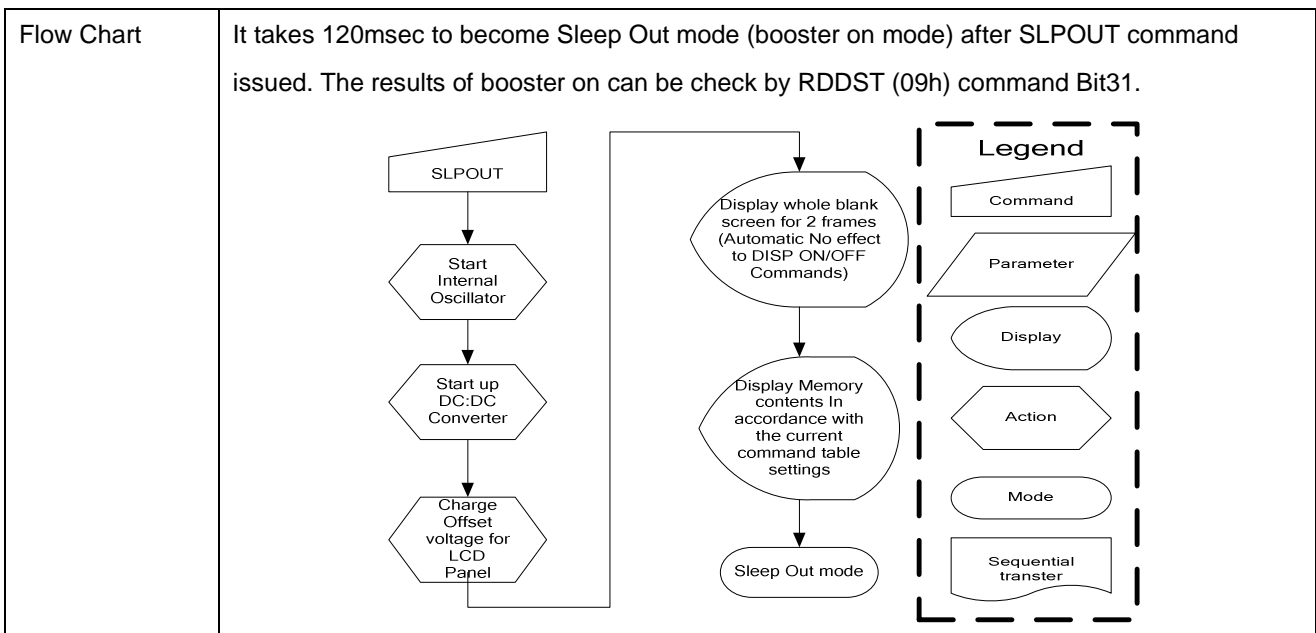 Flow Chart
It takes 120msec to become Sleep Out mode (booster on mode) after SLPOUT command
issued. The results of booster on can be check by RDDST (09h) command Bit31.
SLPOUT
Start
Internal
Oscillator
Start up
DC:DC
Converter
Charge
Offset
voltage for
LCD
Panel
Display whole blank
screen for 2 frames
(Automatic No effect
to DISP ON/OFF
Commands)
Display Memory
contents In
accordance with
the current
command table
settings
Sleep Out mode
Legend
Command
Parameter
Display
Action
Mode
Sequential
transter